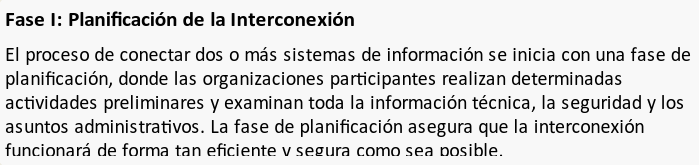 Fase I: Planificación de la Interconexión
El proceso de conectar dos o más sistemas de información se inicia con una fase de
planificación, donde las organizaciones participantes realizan determinadas
actividades preliminares y examinan toda la información técnica, la seguridad y los
asuntos administrativos. La fase de planificación asegura que la interconexión
funcionará de forma tan eficiente y segura como sea posible.